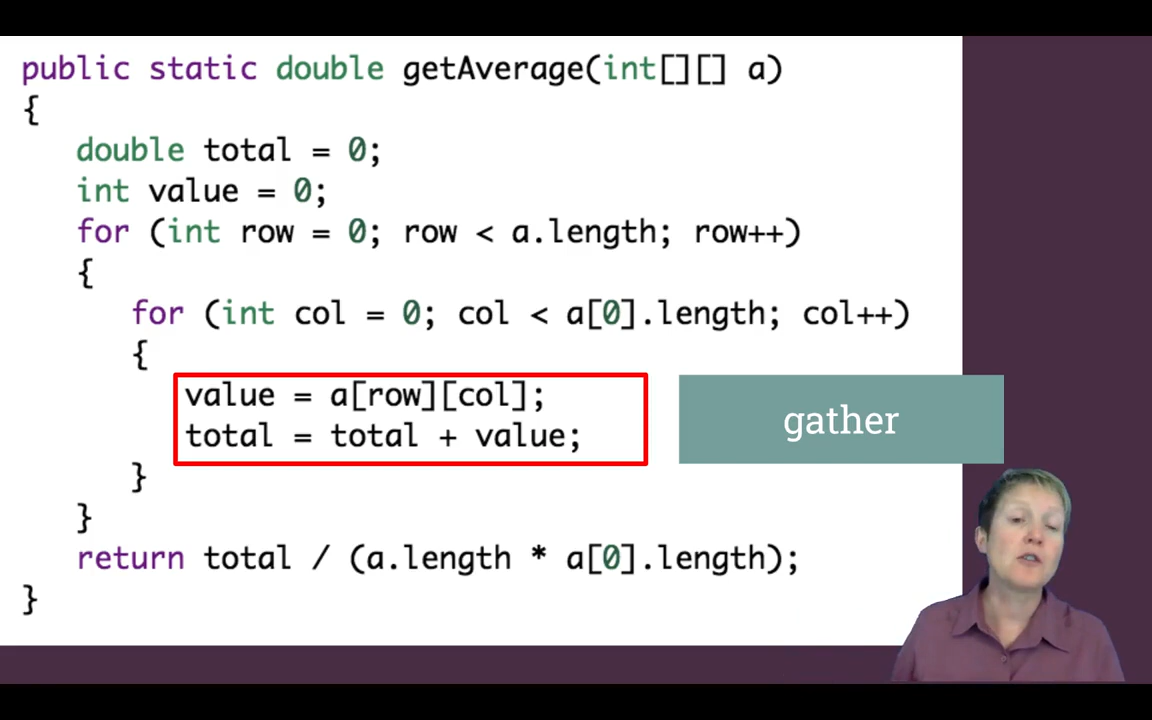 public static double getAverage(int[][] a)
{
double total = 0;
int value = 0;
for (int row = 0; row < a.length; row++)
{
for (int col = 0; col < a[0].length; col++)
{
value = a[row][col];
total = total + value;
gather
}
}
return total / (a.length * a[0].length);
}